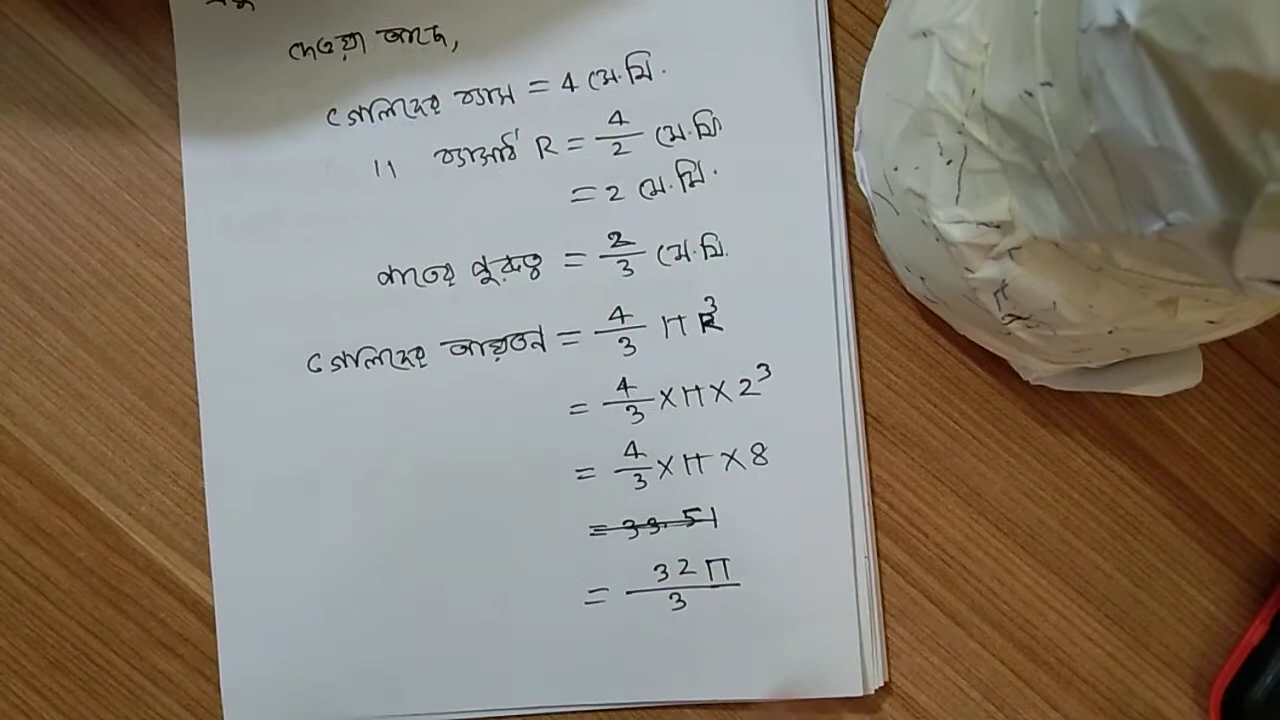 দেওয়া আছে,
গোলকের ব্যাস = 4 সে.মি.
" ব্যাসার্ধ R = 4/2 সে.মি
= 2 সে.মি.
পাতের পুরুত্ব = 2/3 সে.মি.
গোলকের আয়তন = 4/3 π R³
= 4/3 × π × 2³
= 4/3 × π × 8
= 33.51
= 32π/3